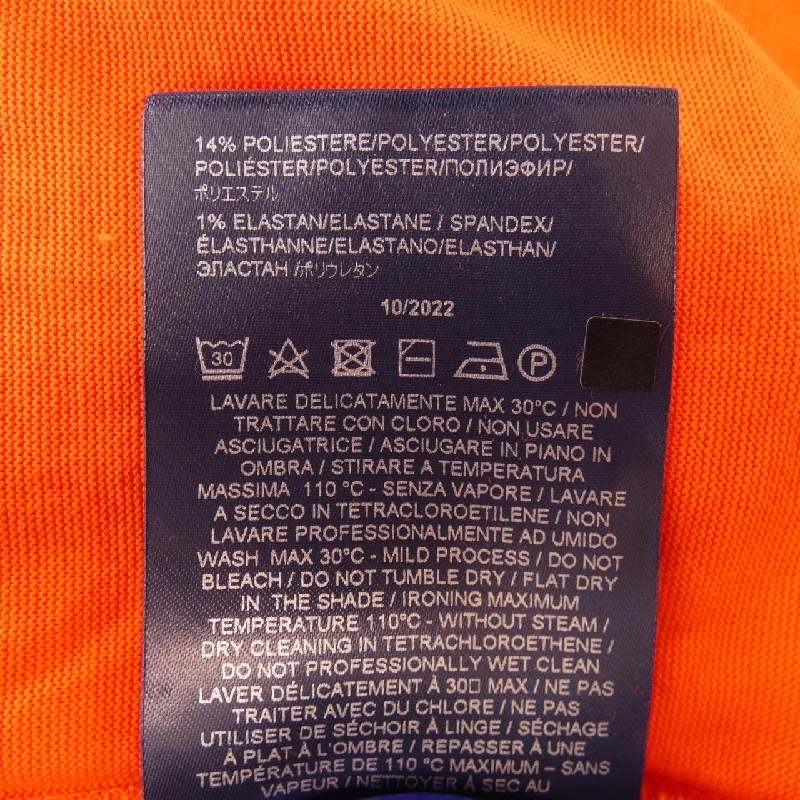 14% POLIESTERE/POLYESTER/POLYESTER/
POLIÉSTER/POLYESTER/ПОЛИЭФИР/
ポリエステル
1% ELASTAN/ELASTANE / SPANDEX/
ÉLASTHANNE/ELASTANO/ELASTHAN/
ЭЛАСТАН /ポリウレタン
10/2022
30 P
LAVARE DELICATAMENTE MAX 30°C / NON
TRATTARE CON CLORO / NON USARE
ASCIUGATRICE / ASCIUGARE IN PIANO IN
OMBRA / STIRARE A TEMPERATURA
MASSIMA 110 °C - SENZA VAPORE / LAVARE
A SECCO IN TETRACLOROETILENE / NON
LAVARE PROFESSIONALMENTE AD UMIDO
WASH MAX 30°C - MILD PROCESS / DO NOT
BLEACH / DO NOT TUMBLE DRY / FLAT DRY
IN THE SHADE / IRONING MAXIMUM
TEMPERATURE 110°C - WITHOUT STEAM /
DRY CLEANING IN TETRACHLOROETHENE /
DO NOT PROFESSIONALLY WET CLEAN
LAVER DÉLICATEMENT À 30□ MAX / NE PAS
TRAITER AVEC DU CHLORE / NE PAS
UTILISER DE SÉCHOIR À LINGE / SÉCHAGE
À PLAT À L'OMBRE / REPASSER À UNE
TEMPÉRATURE DE 110 °C MAXIMUM – SANS
VAPEUR / NETTOYER À SEC AU